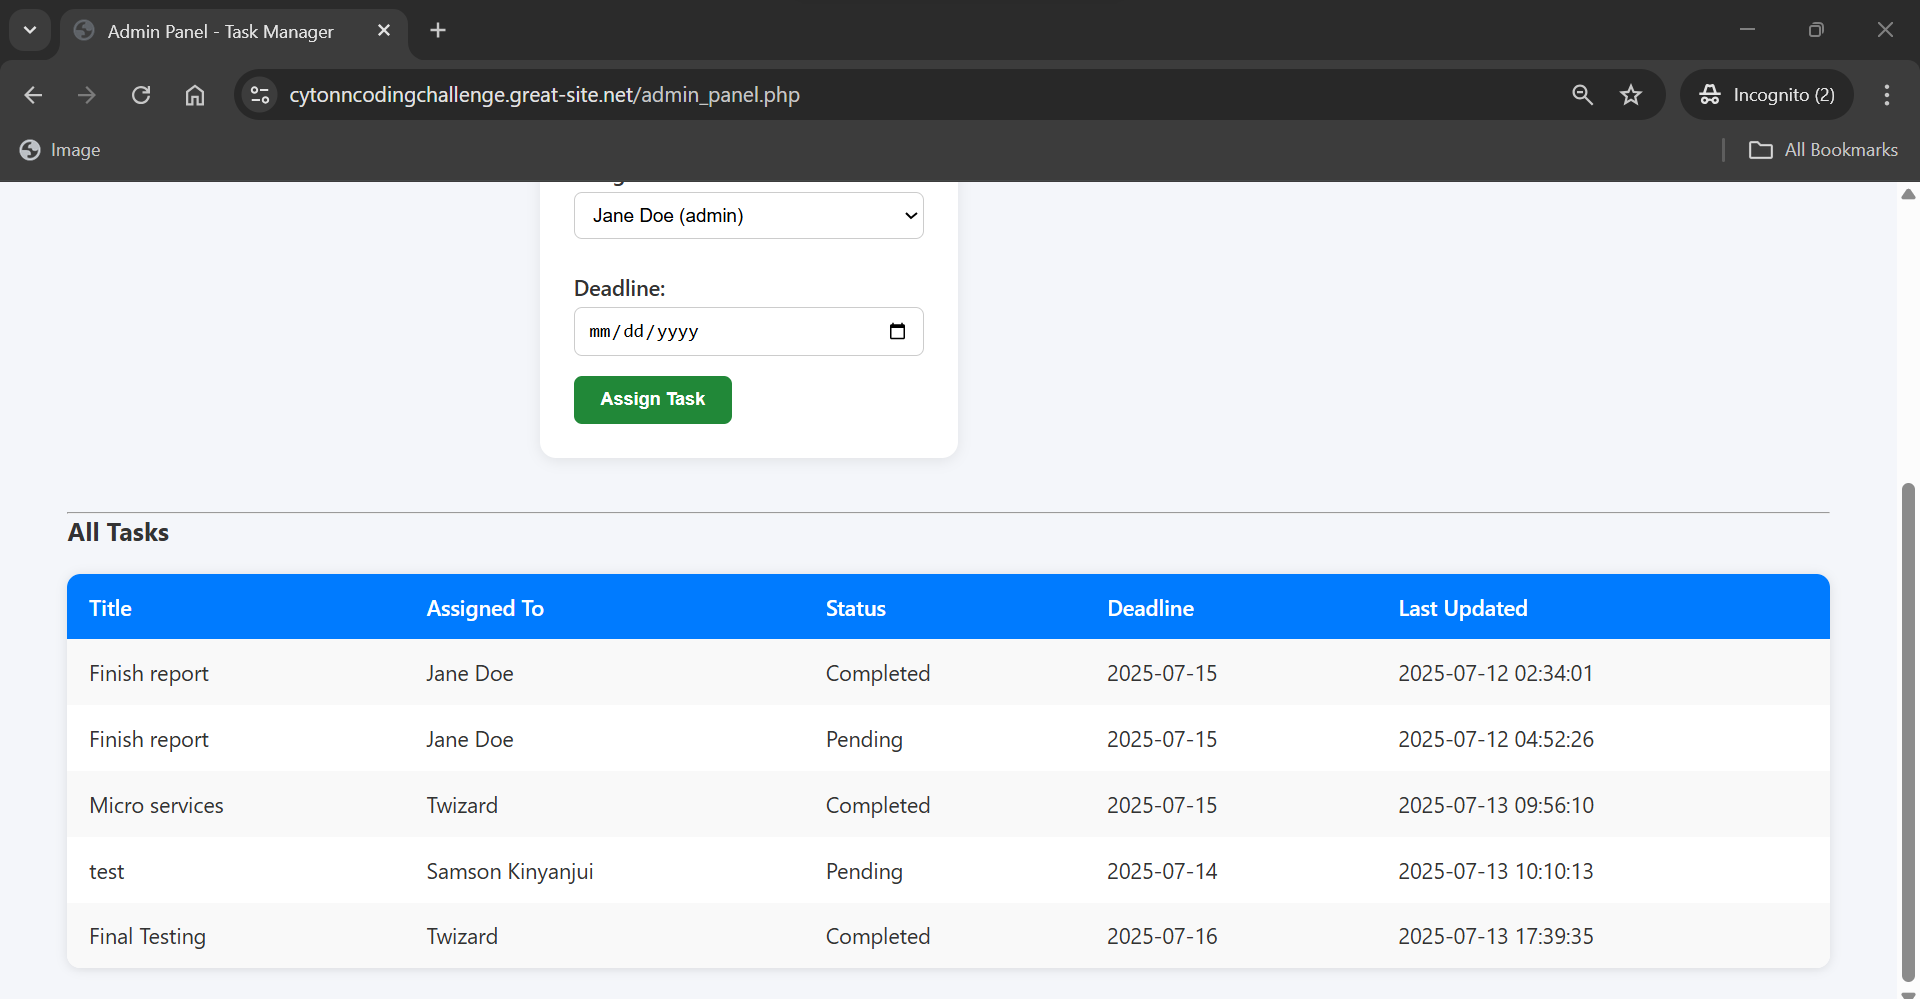 Admin Panel - Task Manager
cytonncodingchallenge.great-site.net/admin_panel.php
Incognito (2)
Image
All Bookmarks
Jane Doe (admin)
Deadline:
mm/dd/yyyy
Assign Task
All Tasks
Title Assigned To Status Deadline Last Updated
Finish report Jane Doe Completed 2025-07-15 2025-07-12 02:34:01
Finish report Jane Doe Pending 2025-07-15 2025-07-12 04:52:26
Micro services Twizard Completed 2025-07-15 2025-07-13 09:56:10
test Samson Kinyanjui Pending 2025-07-14 2025-07-13 10:10:13
Final Testing Twizard Completed 2025-07-16 2025-07-13 17:39:35